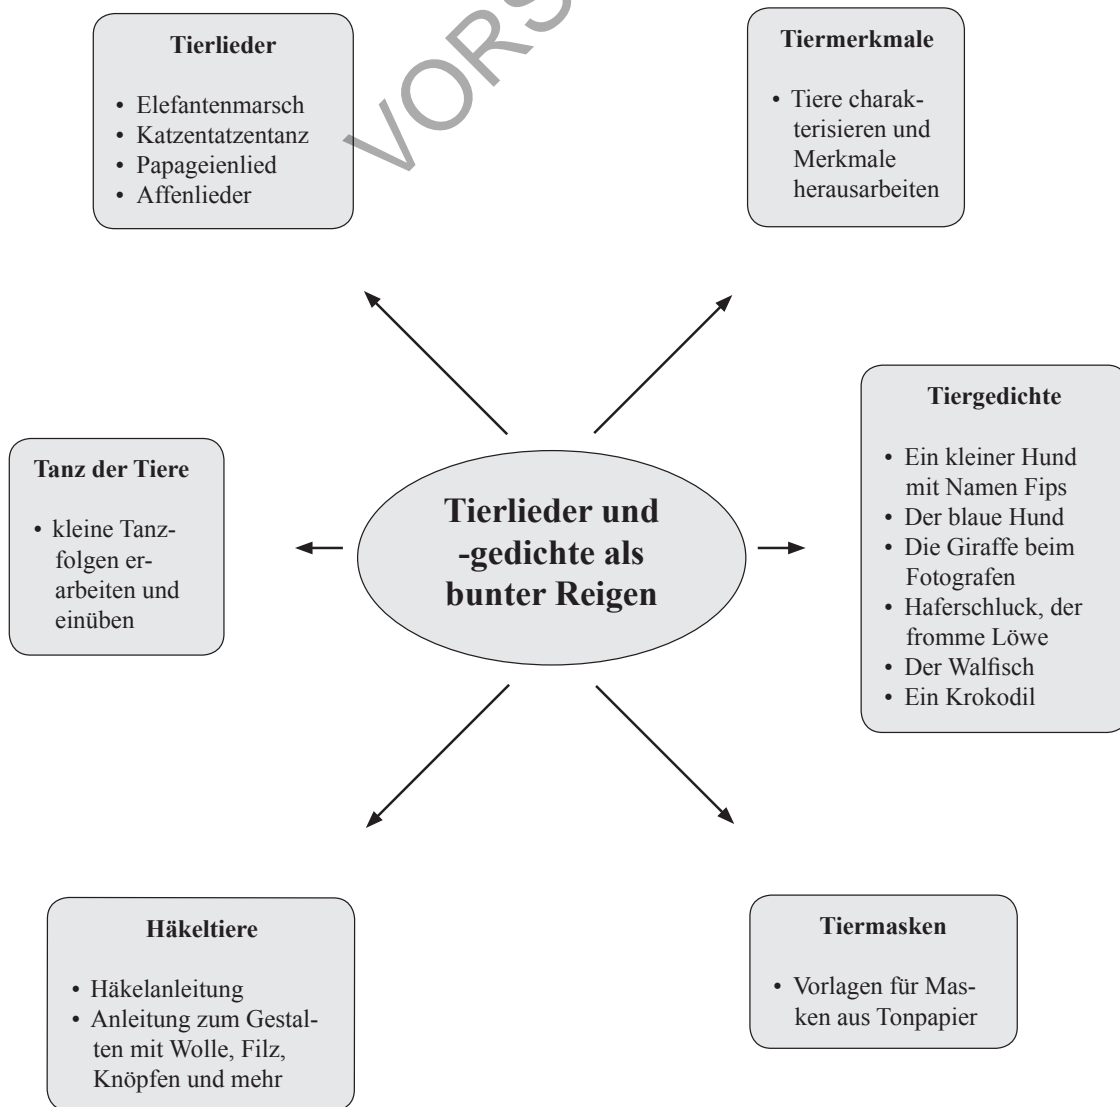 VORS
Tierlieder
• Elefantenmarsch
• Katzentatzentanz
• Papageienlied
• Affenlieder
Tiermerkmale
• Tiere charak-
terisieren und
Merkmale
herausarbeiten
Tanz der Tiere
• kleine Tanz-
folgen er-
arbeiten und
einüben
Tierlieder und
-gedichte als
bunter Reigen
Tiergedichte
• Ein kleiner Hund
mit Namen Fips
• Der blaue Hund
• Die Giraffe beim
Fotografen
• Haferschluck, der
fromme Löwe
• Der Walfisch
• Ein Krokodil
Häkeltiere
• Häkelanleitung
• Anleitung zum Gestal-
ten mit Wolle, Filz,
Knöpfen und mehr
Tiermasken
• Vorlagen für Mas-
ken aus Tonpapier